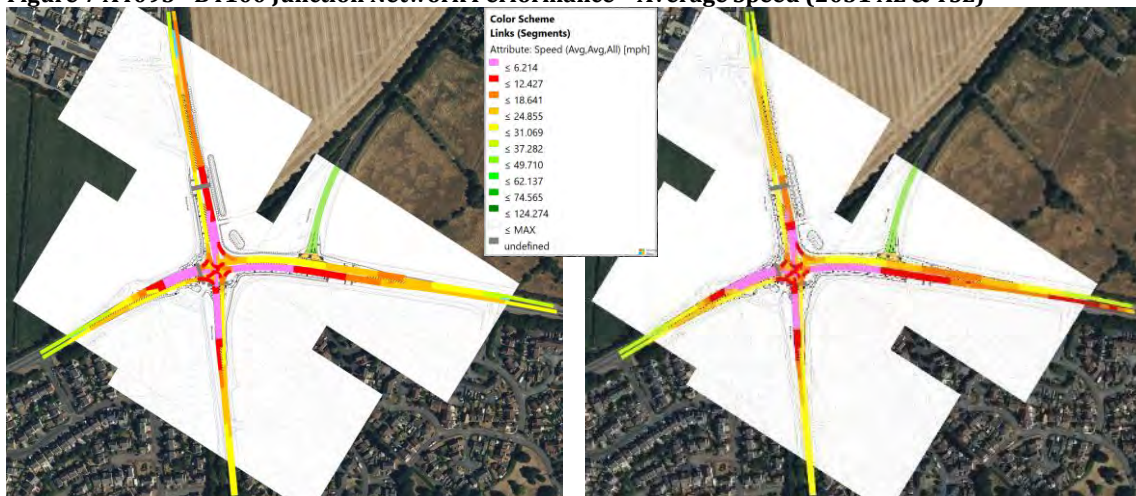 Figure 7 A1095 - B1106 Junction Network Performance – Average Speed (2031 AE & TSE)
Color Scheme
Links (Segments)
Attribute: Speed (Avg,Avg,All) [mph]
≤ 6.214
≤ 12.427
≤ 18.641
≤ 24.855
≤ 31.069
≤ 37.282
≤ 49.710
≤ 62.137
≤ 74.565
≤ 124.274
≤ MAX
undefined